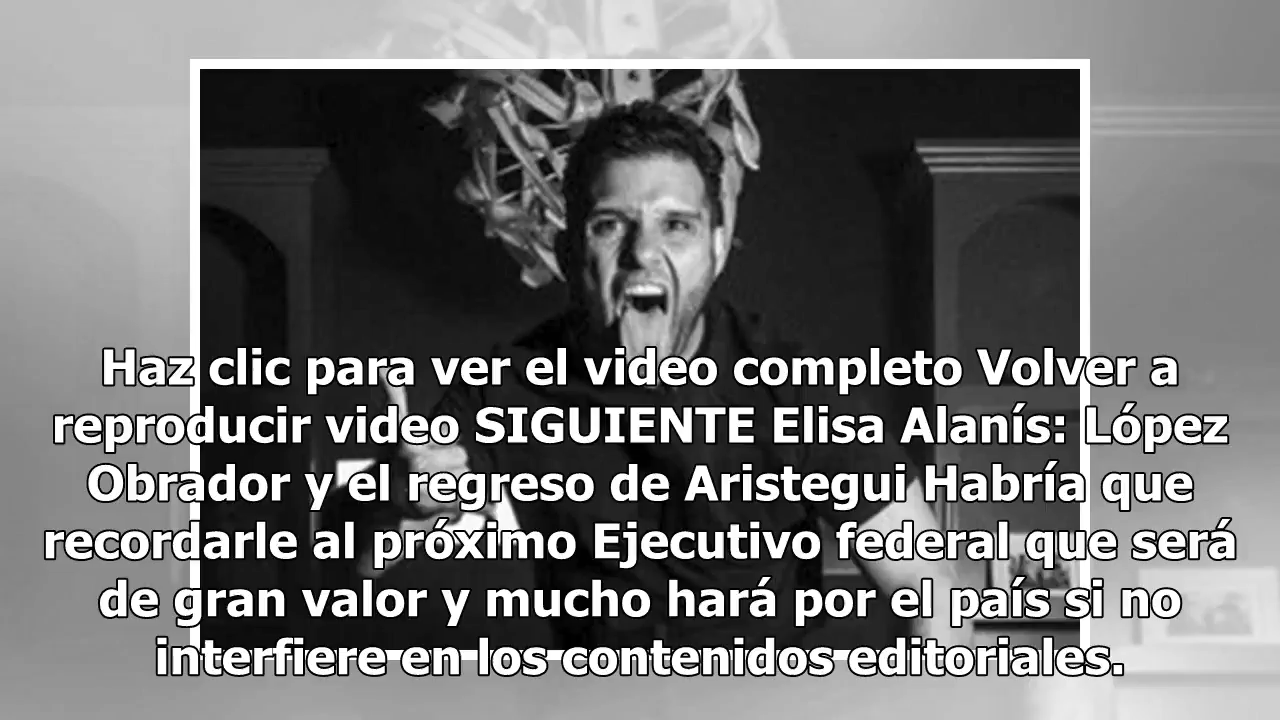 Haz clic para ver el video completo Volver a
reproducir video SIGUIENTE Elisa Alanís: López
Obrador y el regreso de Aristegui Habría que
recordarle al próximo Ejecutivo federal que será
de gran valor y mucho hará por el país si no
interfiere en los contenidos editoriales.